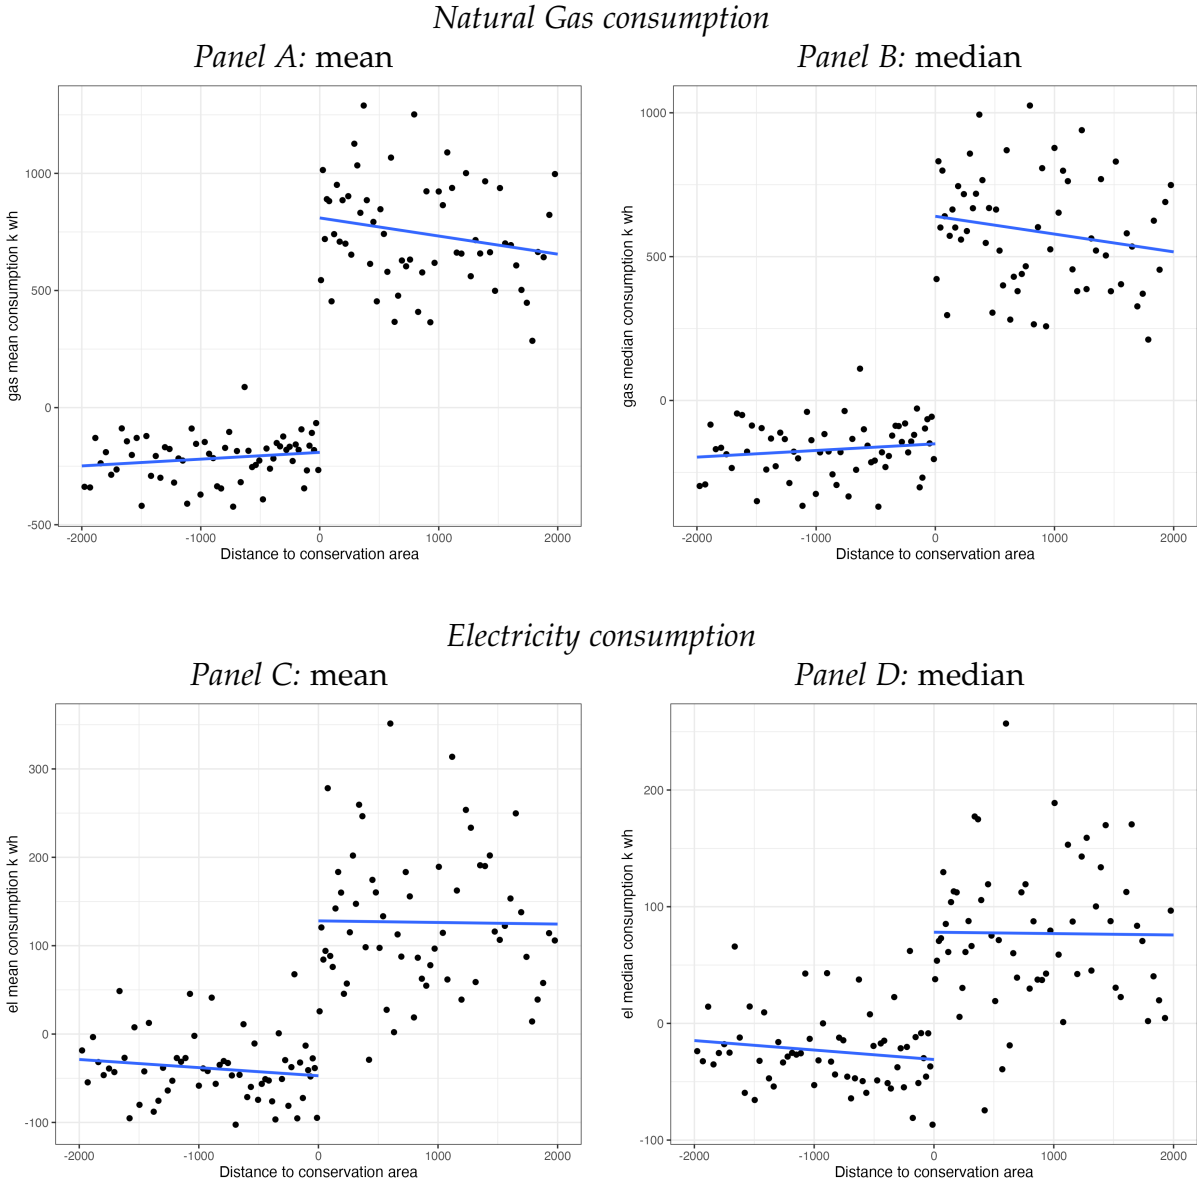 Natural Gas consumption
Panel A: mean
Panel B: median
gas mean consumption k wh
1000
500
0
-500
-2000 -1000 0 1000 2000
Distance to conservation area
gas median consumption k wh
1000
500
0
-2000 -1000 0 1000 2000
Distance to conservation area
Electricity consumption
Panel C: mean
Panel D: median
el mean consumption k wh
300
200
100
0
-100
-2000 -1000 0 1000 2000
Distance to conservation area
el median consumption k wh
200
100
0
-100
-2000 -1000 0 1000 2000
Distance to conservation area